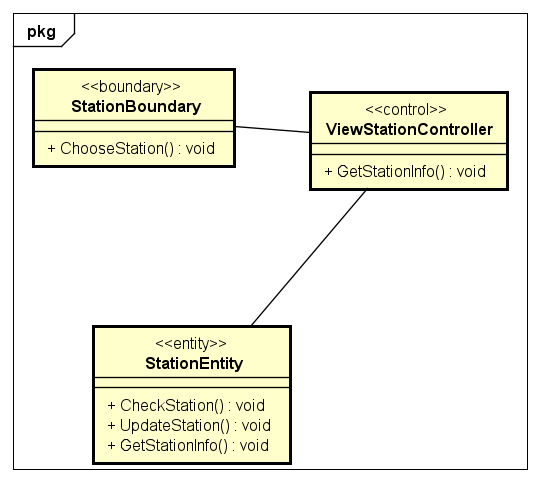 pkg
<<boundary>>
StationBoundary
+ ChooseStation() : void
<<control>>
ViewStationController
+ GetStationInfo() : void
<<entity>>
StationEntity
+ CheckStation() : void
+ UpdateStation() : void
+ GetStationInfo() : void